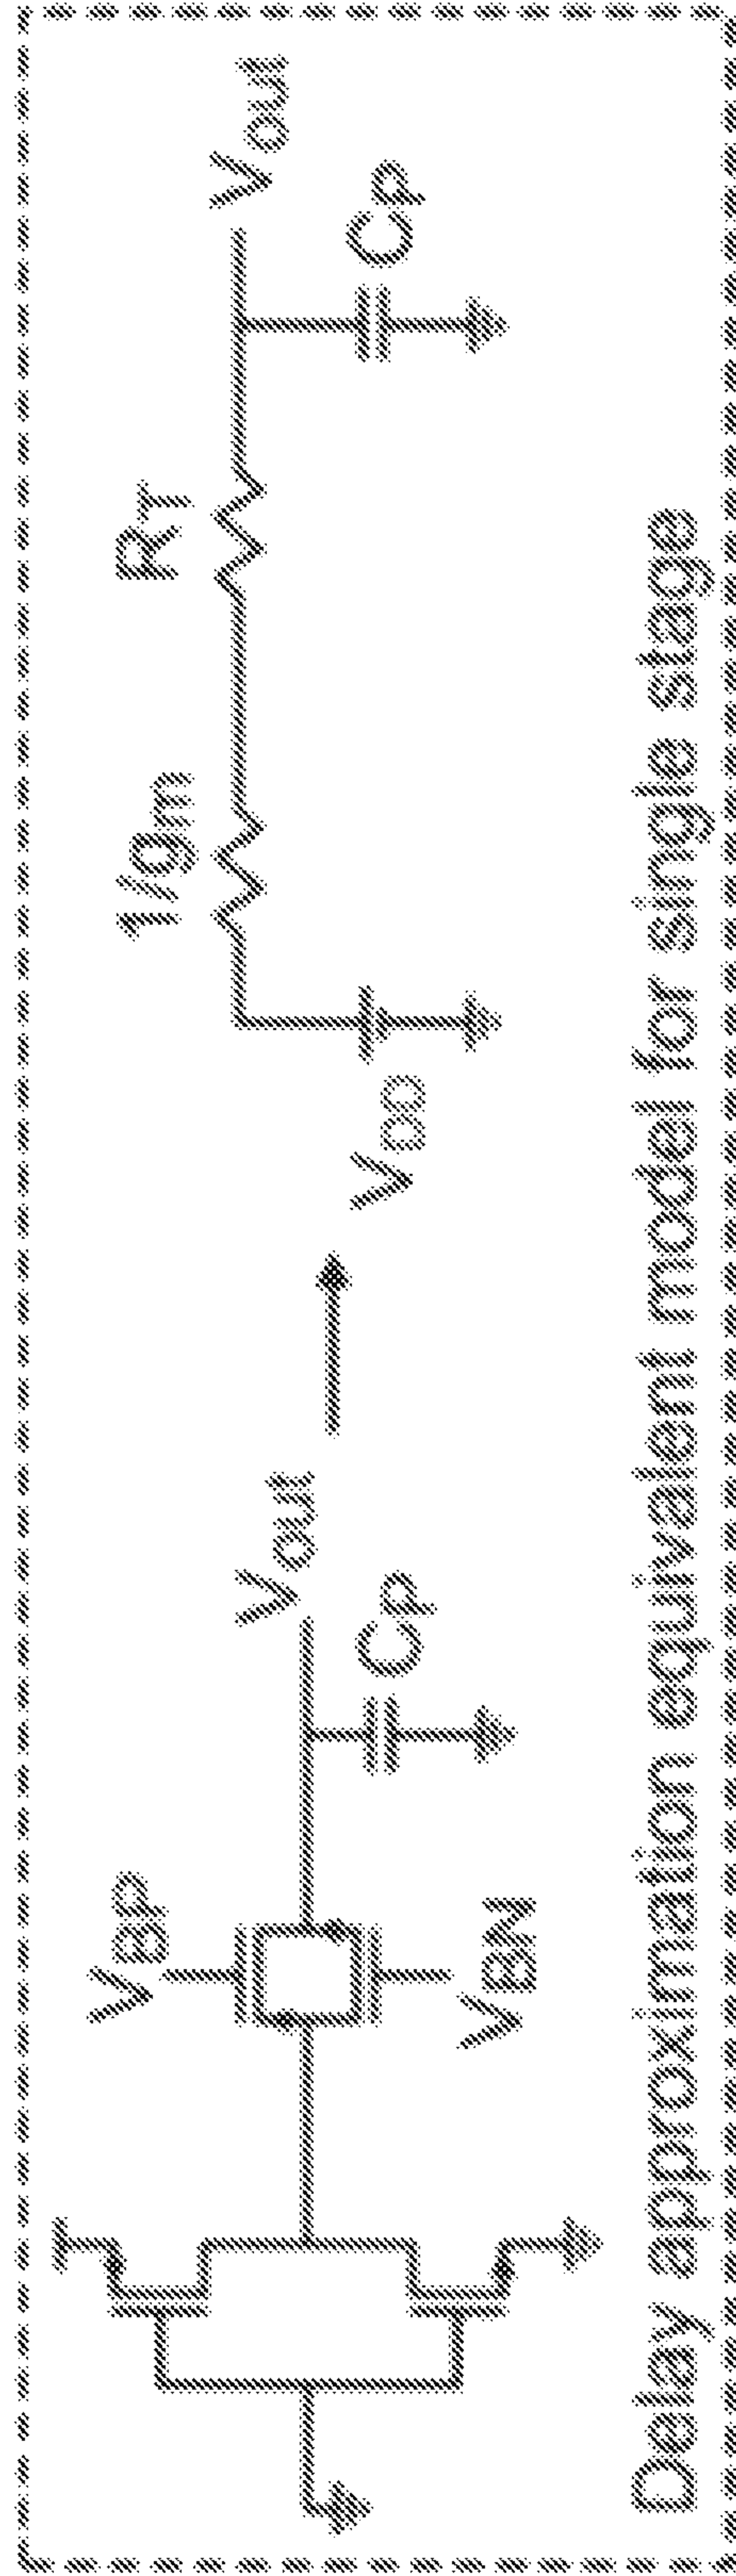 VBP
Vout
Cp
VBN
VDD
1/gm
RT
Vout
Cp
Delay approximation equivalent model for single stage